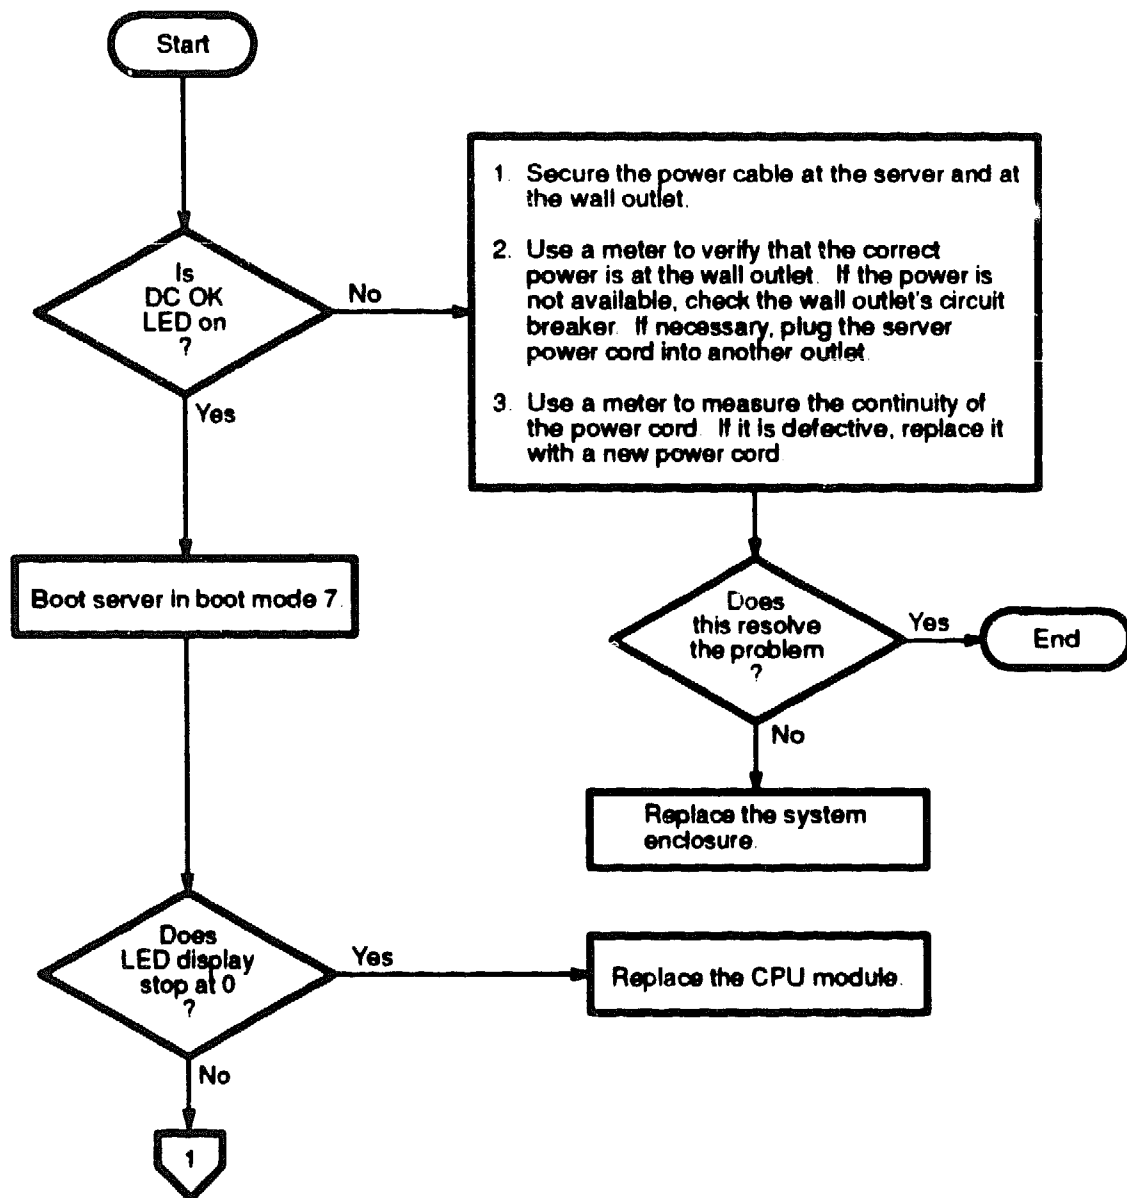 Start
Is
DC OK
LED on
?
No
Yes
1. Secure the power cable at the server and at
the wall outlet.
2. Use a meter to verify that the correct
power is at the wall outlet. If the power is
not available, check the wall outlet's circuit
breaker. If necessary, plug the server
power cord into another outlet.
3. Use a meter to measure the continuity of
the power cord. If it is defective, replace it
with a new power cord
Boot server in boot mode 7.
Does
this resolve
the problem
?
Yes
End
No
Replace the system
enclosure.
Does
LED display
stop at 0
?
Yes
Replace the CPU module.
No
1